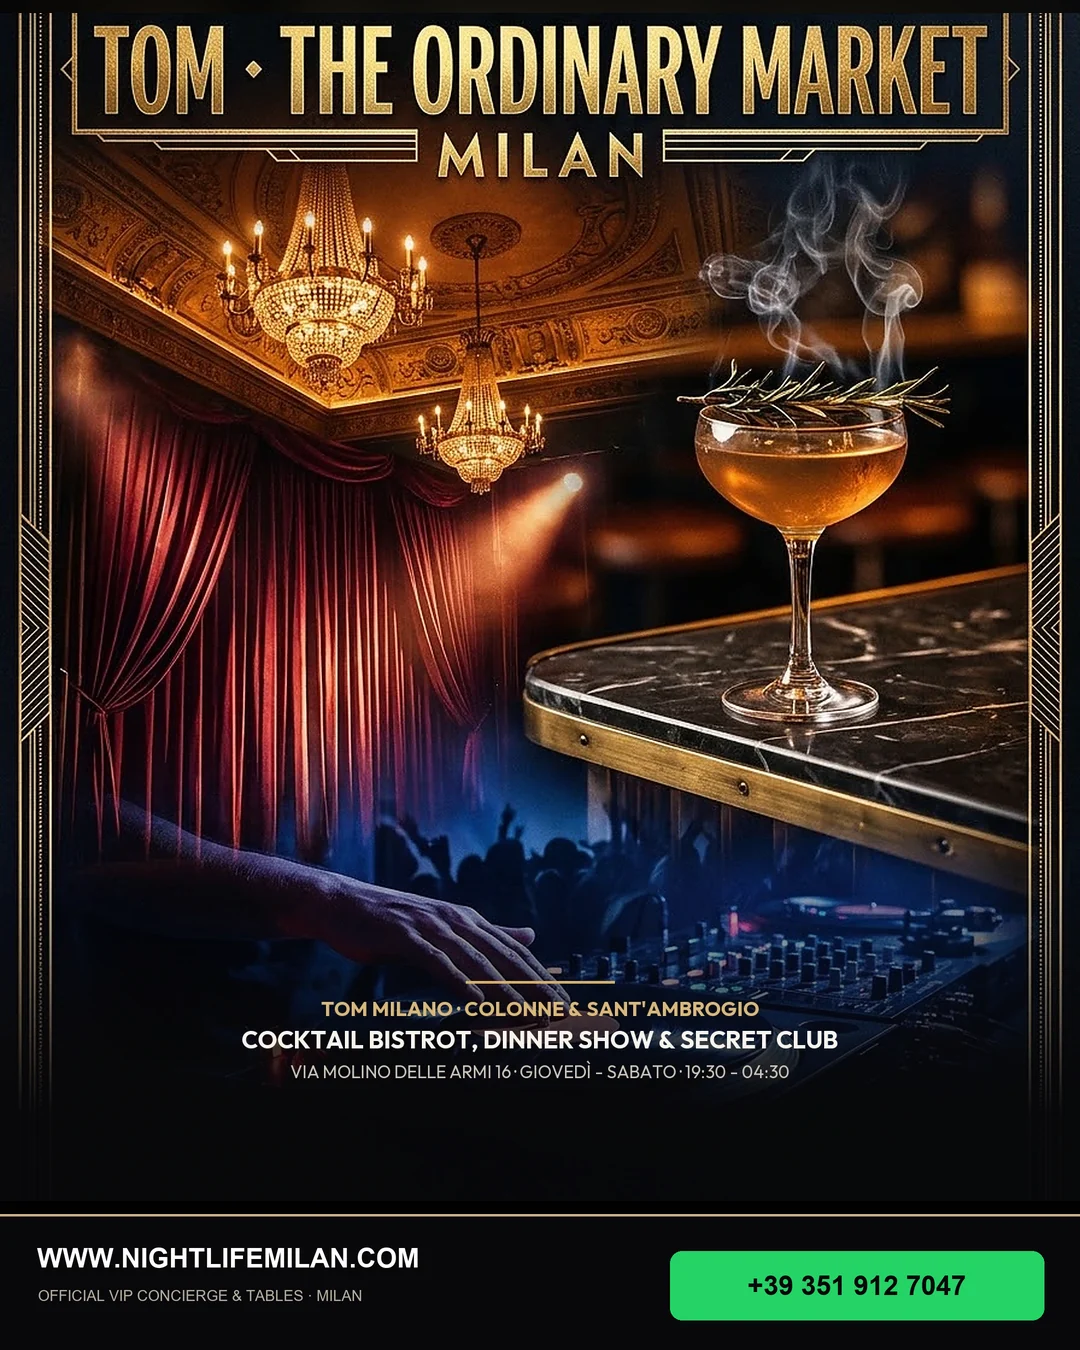 TOM · THE ORDINARY MARKET
MILAN
TOM MILANO · COLONNE & SANT'AMBROGIO
COCKTAIL BISTROT, DINNER SHOW & SECRET CLUB
VIA MOLINO DELLE ARMI 16 · GIOVEDÌ - SABATO · 19:30 - 04:30
WWW.NIGHTLIFEMILAN.COM
OFFICIAL VIP CONCIERGE & TABLES · MILAN
+39 351 912 7047